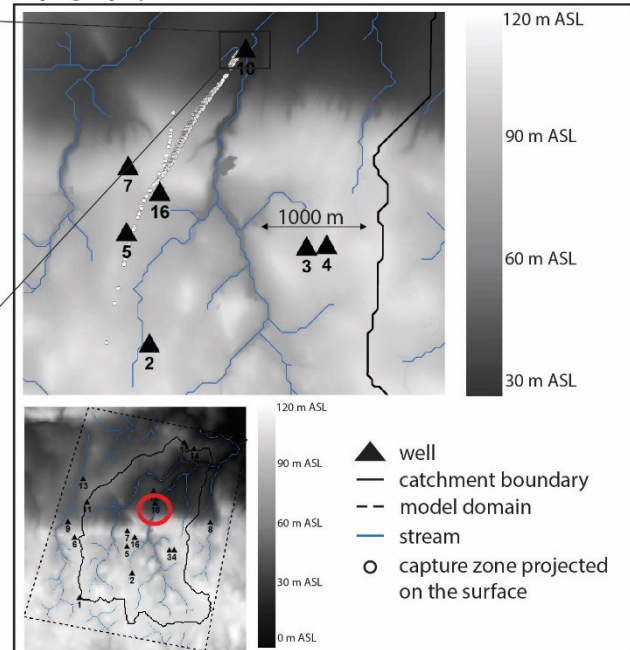 120 m ASL
90 m ASL
60 m ASL
30 m ASL
10
7
16
5
1000 m
3 4
2
120 m ASL
90 m ASL
60 m ASL
30 m ASL
0 m ASL
14
13
11
10
9
8
7
6
16
5
34
2
1
well
catchment boundary
model domain
stream
capture zone projected
on the surface